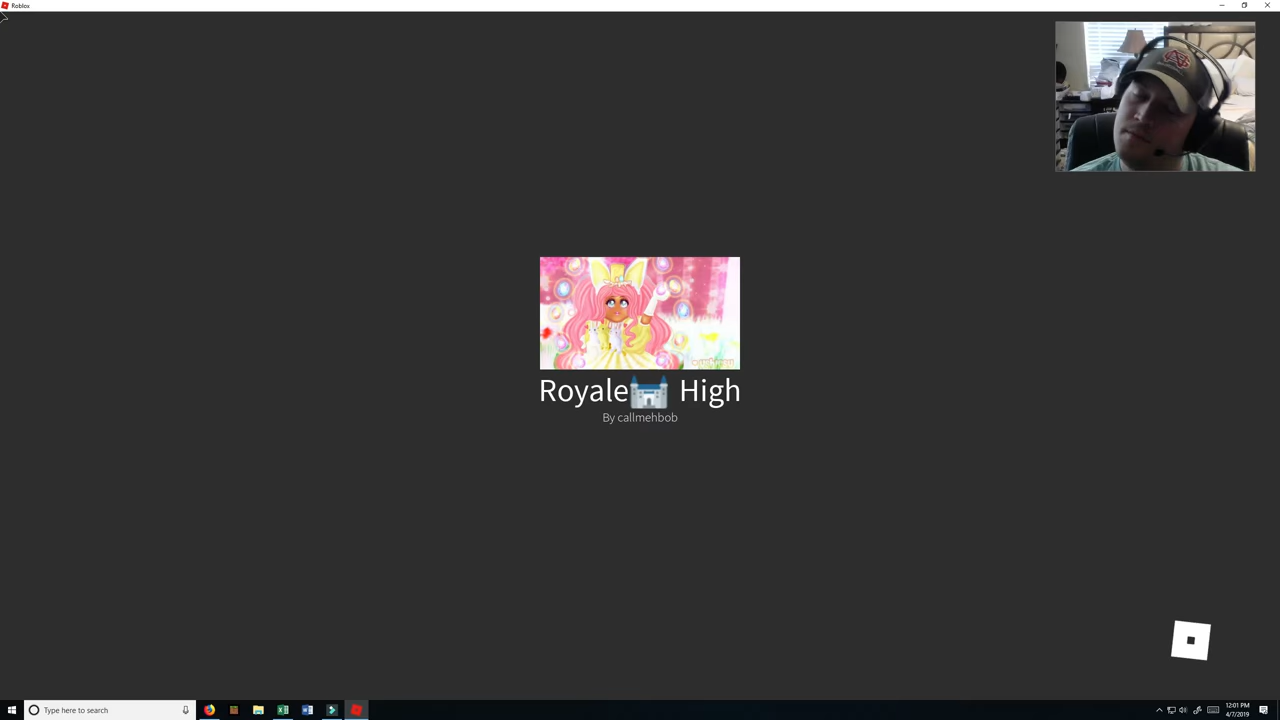 Roblox
Royale🏰 High
By callmehbob
Type here to search
12:01 PM
4/7/2019